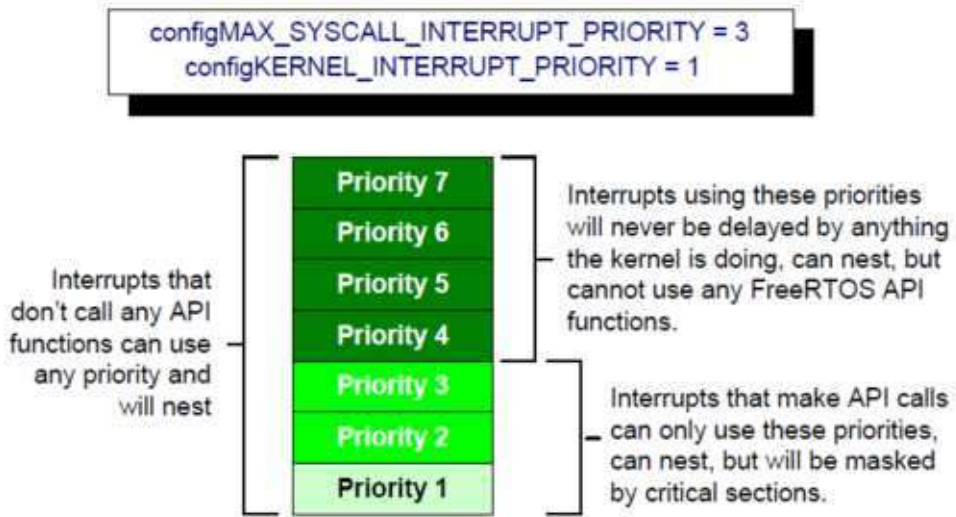 configMAX_SYSCALL_INTERRUPT_PRIORITY = 3
configKERNEL_INTERRUPT_PRIORITY = 1
Interrupts that
don't call any API
functions can use
any priority and
will nest
Priority 7
Priority 6
Priority 5
Priority 4
Priority 3
Priority 2
Priority 1
Interrupts using these priorities
will never be delayed by anything
the kernel is doing, can nest, but
cannot use any FreeRTOS API
functions.
Interrupts that make API calls
can only use these priorities,
can nest, but will be masked
by critical sections.